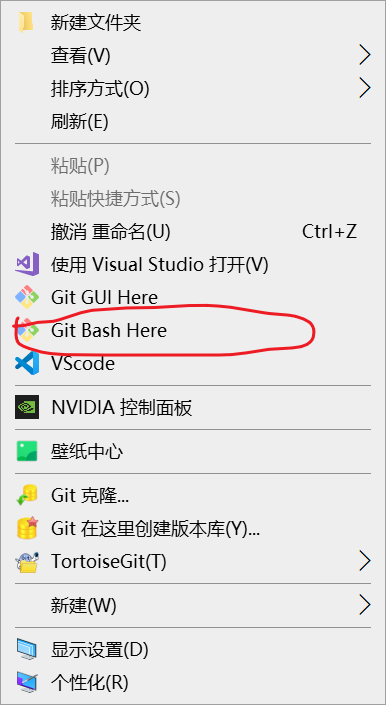 新建文件夹
查看(V)
排序方式(O)
刷新(E)
粘贴(P)
粘贴快捷方式(S)
撤消 重命名(U) Ctrl+Z
使用 Visual Studio 打开(V)
Git GUI Here
Git Bash Here
VScode
NVIDIA 控制面板
壁纸中心
Git 克隆...
Git 在这里创建版本库(Y)...
TortoiseGit(T)
新建(W)
显示设置(D)
个性化(R)